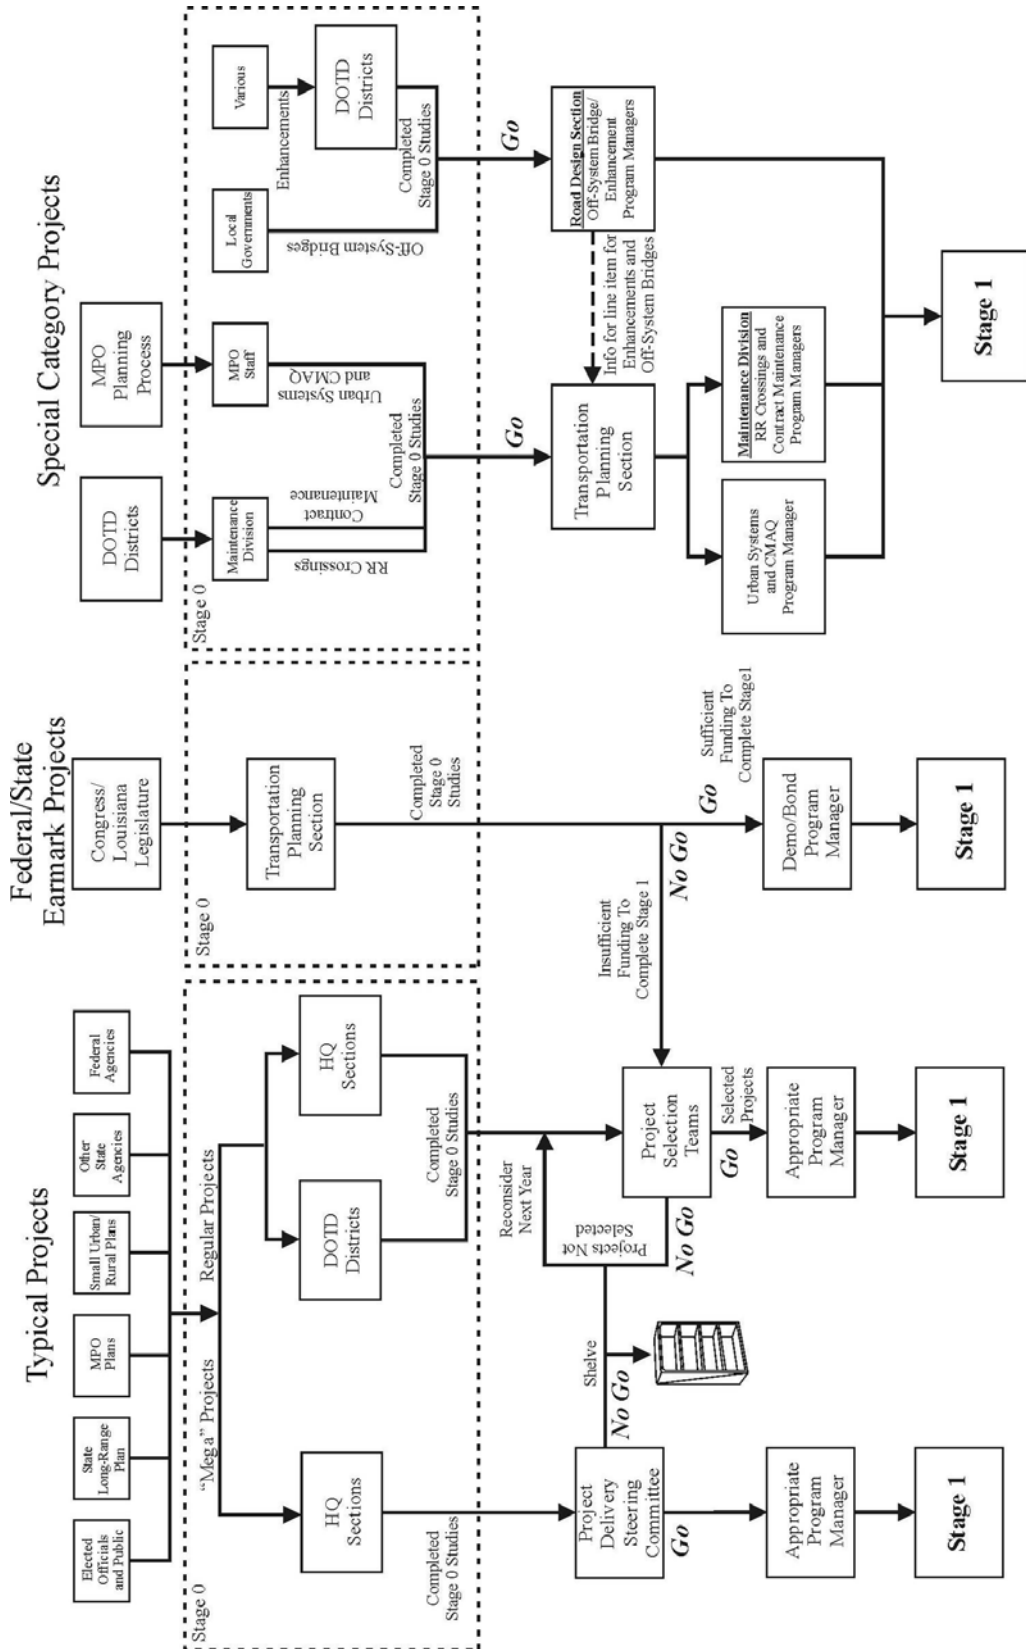 Typical Projects
Elected
Officials
and Public
State
Long-Range
Plan
MPO
Plans
Small Urban/
Rural Plans
Other
State
Agencies
Federal
Agencies
Stage 0
"Mega" Projects
Regular Projects
HQ
Sections
DOTD
Districts
HQ
Sections
Completed
Stage 0 Studies
Completed
Stage 0 Studies
Project
Delivery
Steering
Committee
Go
No Go
Shelve
Projects Not
Selected
Reconsider
Next Year
No Go
Project
Selection
Teams
Go
Selected
Projects
Appropriate
Program
Manager
Appropriate
Program
Manager
Stage 1
Stage 1
Federal/State
Earmark Projects
Congress/
Louisiana
Legislature
Stage 0
Transportation
Planning
Section
Completed
Stage 0
Studies
Insufficient
Funding To
Complete Stage 1
No Go
Go
Sufficient
Funding To
Complete Stage1
Demo/Bond
Program
Manager
Stage 1
Special Category Projects
DOTD
Districts
MPO
Planning
Process
Stage 0
Maintenance
Division
MPO
Staff
Local
Governments
Various
Enhancements
DOTD
Districts
RR Crossings
Contract
Maintenance
Urban Systems
and CMAQ
Off-System Bridges
Completed
Stage 0 Studies
Completed
Stage 0 Studies
Go
Go
Transportation
Planning
Section
Info for line item for
Enhancements and
Off-System Bridges
Road Design Section
Off-System Bridge/
Enhancement
Program Managers
Urban Systems
and CMAQ
Program Manager
Maintenance Division
RR Crossings and
Contract Maintenance
Program Managers
Stage 1